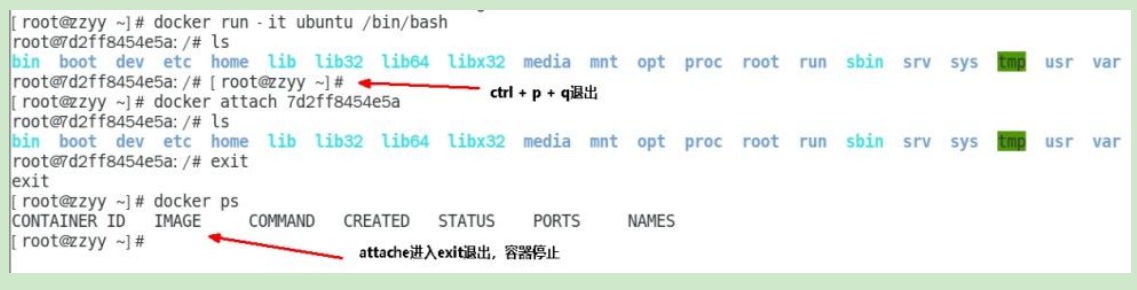 [root@zzyy ~]# docker run -it ubuntu /bin/bash
root@7d2ff8454e5a:/# ls
bin boot dev etc home lib lib32 lib64 libx32 media mnt opt proc root run sbin srv sys tmp usr var
root@7d2ff8454e5a:/# [root@zzyy ~]#
ctrl + p + q退出
[root@zzyy ~]# docker attach 7d2ff8454e5a
root@7d2ff8454e5a:/# ls
bin boot dev etc home lib lib32 lib64 libx32 media mnt opt proc root run sbin srv sys tmp usr var
root@7d2ff8454e5a:/# exit
exit
[root@zzyy ~]# docker ps
CONTAINER ID IMAGE COMMAND CREATED STATUS PORTS NAMES
[root@zzyy ~]#
attache进入exit退出，容器停止